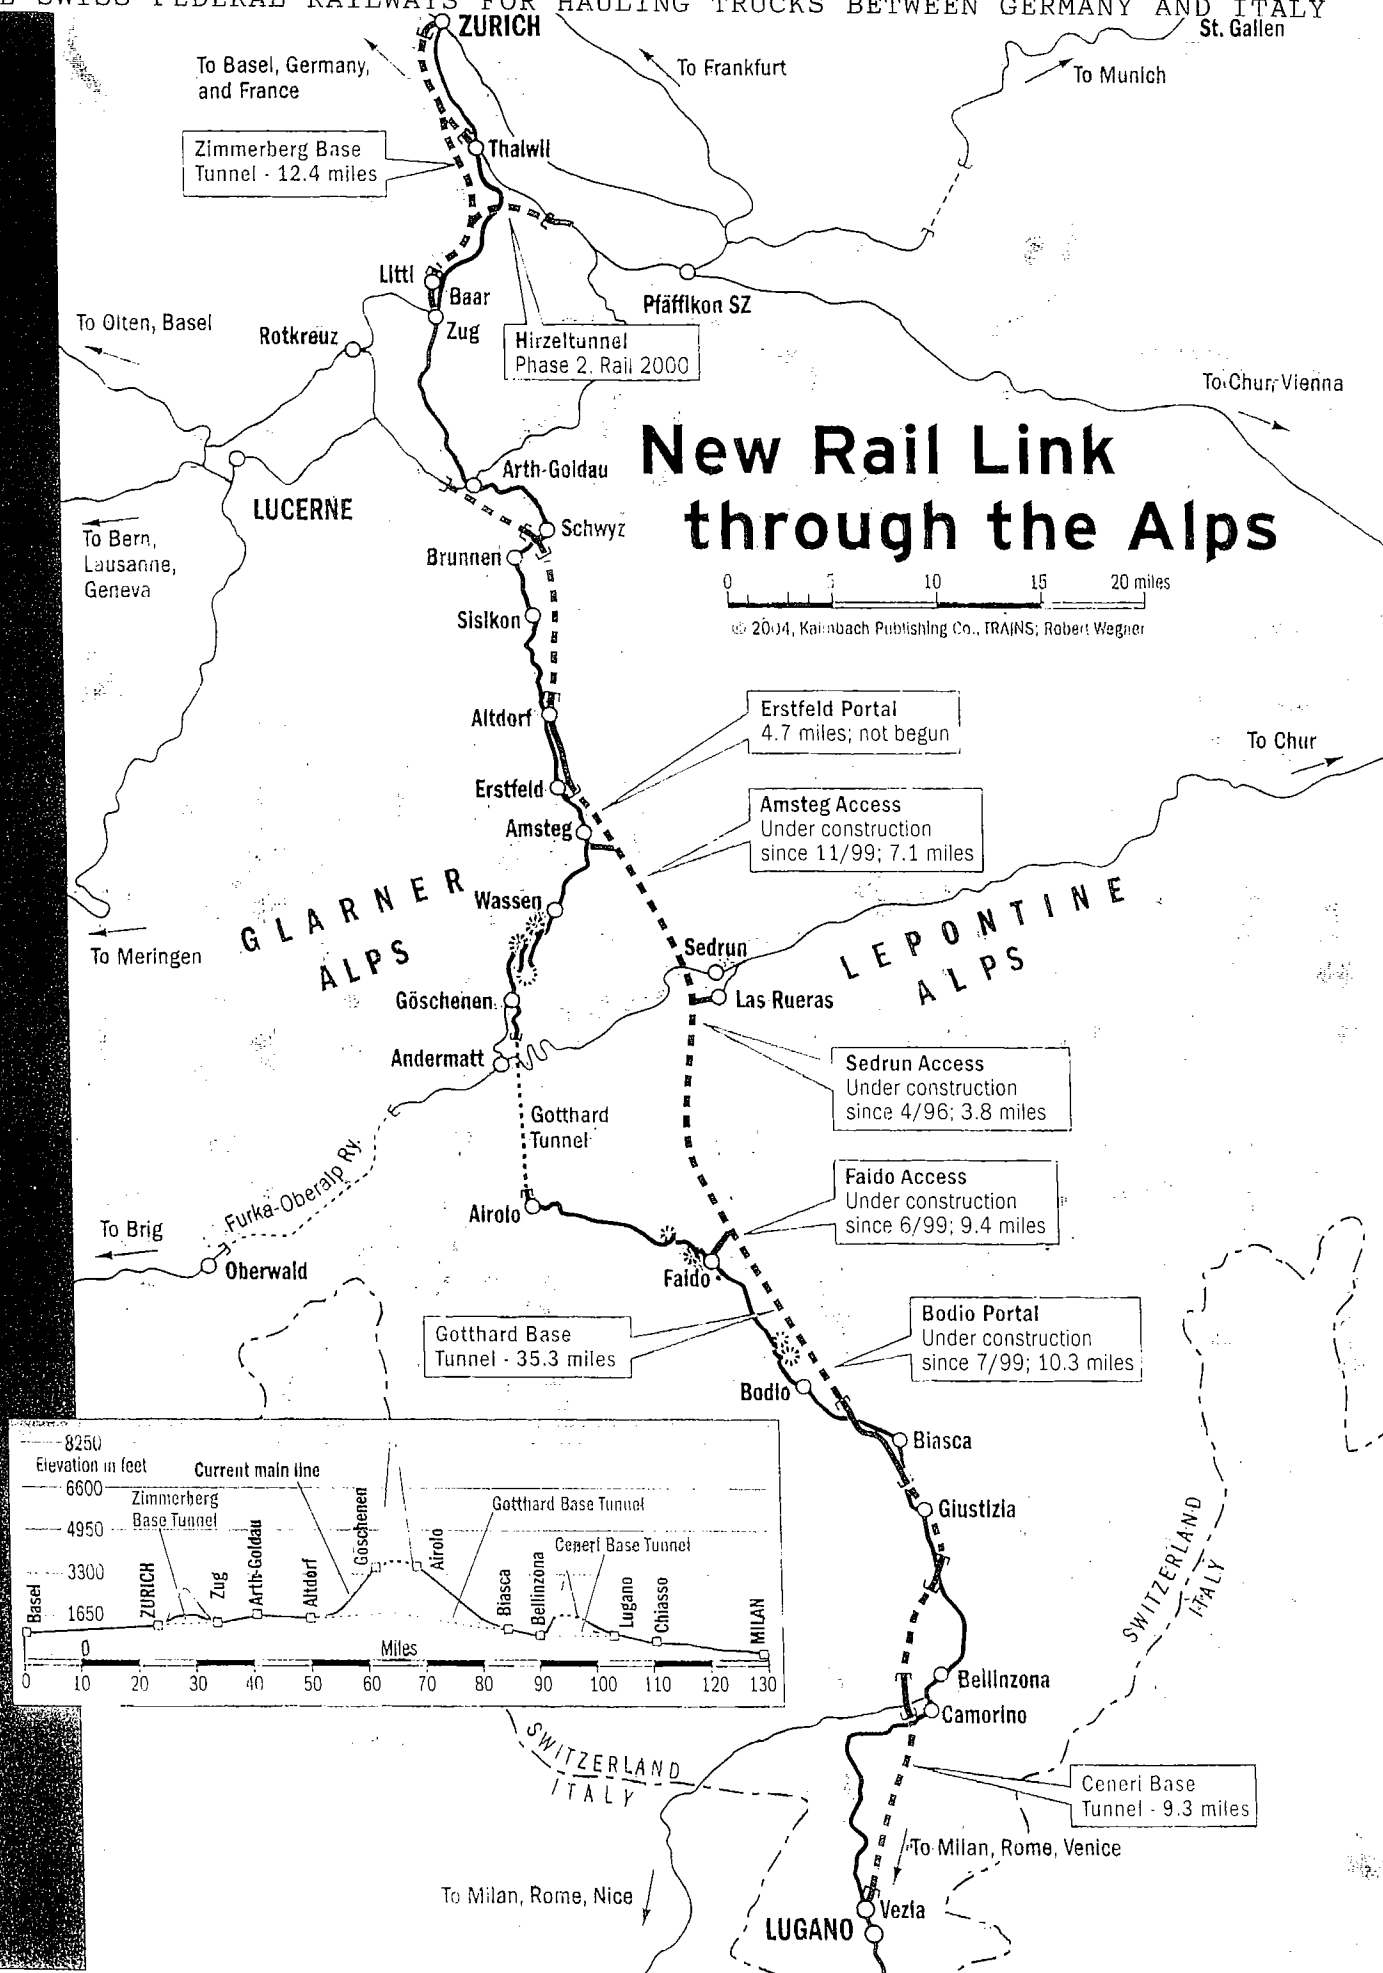 SWISS FEDERAL RAILWAYS FOR HAULING TRUCKS BETWEEN GERMANY AND ITALY
ZURICH
St. Gallen
To Basel, Germany,
and France
To Frankfurt
To Munich
Zimmerberg Base
Tunnel - 12.4 miles
Thalwil
Litti
Baar
Zug
Pfäffikon SZ
To Olten, Basel
Rotkreuz
Hirzeltunnel
Phase 2. Rail 2000
To Chur, Vienna
New Rail Link
through the Alps
Arth-Goldau
LUCERNE
Schwyz
To Bern,
Lausanne,
Geneva
Brunnen
0 5 10 15 20 miles
© 2004, Kalmbach Publishing Co., TRAINS; Robert Wegner
Sisikon
Altdorf
Erstfeld Portal
4.7 miles; not begun
To Chur
Erstfeld
Amsteg
Amsteg Access
Under construction
since 11/99; 7.1 miles
GLARNER
ALPS
Wassen
LEPONTINE
ALPS
To Meringen
Sedrun
Göschenen
Las Rueras
Andermatt
Sedrun Access
Under construction
since 4/96; 3.8 miles
Gotthard
Tunnel
Furka-Oberalp Ry.
Faido Access
Under construction
since 6/99; 9.4 miles
Airolo
To Brig
Oberwald
Faido
Gotthard Base
Tunnel - 35.3 miles
Bodio Portal
Under construction
since 7/99; 10.3 miles
Bodio
Biasca
Giustizia
8250
Elevation in feet
6600
4950
3300
1650
0
Current main line
Zimmerberg
Base Tunnel
Gotthard Base Tunnel
Ceneri Base Tunnel
Basel
ZURICH
Zug
Arth-Goldau
Altdorf
Göschenen
Airolo
Biasca
Bellinzona
Lugano
Chiasso
MILAN
Miles
0 10 20 30 40 50 60 70 80 90 100 110 120 130
SWITZERLAND
ITALY
Bellinzona
Camorino
SWITZERLAND
ITALY
Ceneri Base
Tunnel - 9.3 miles
To Milan, Rome, Venice
To Milan, Rome, Nice
Vezia
LUGANO